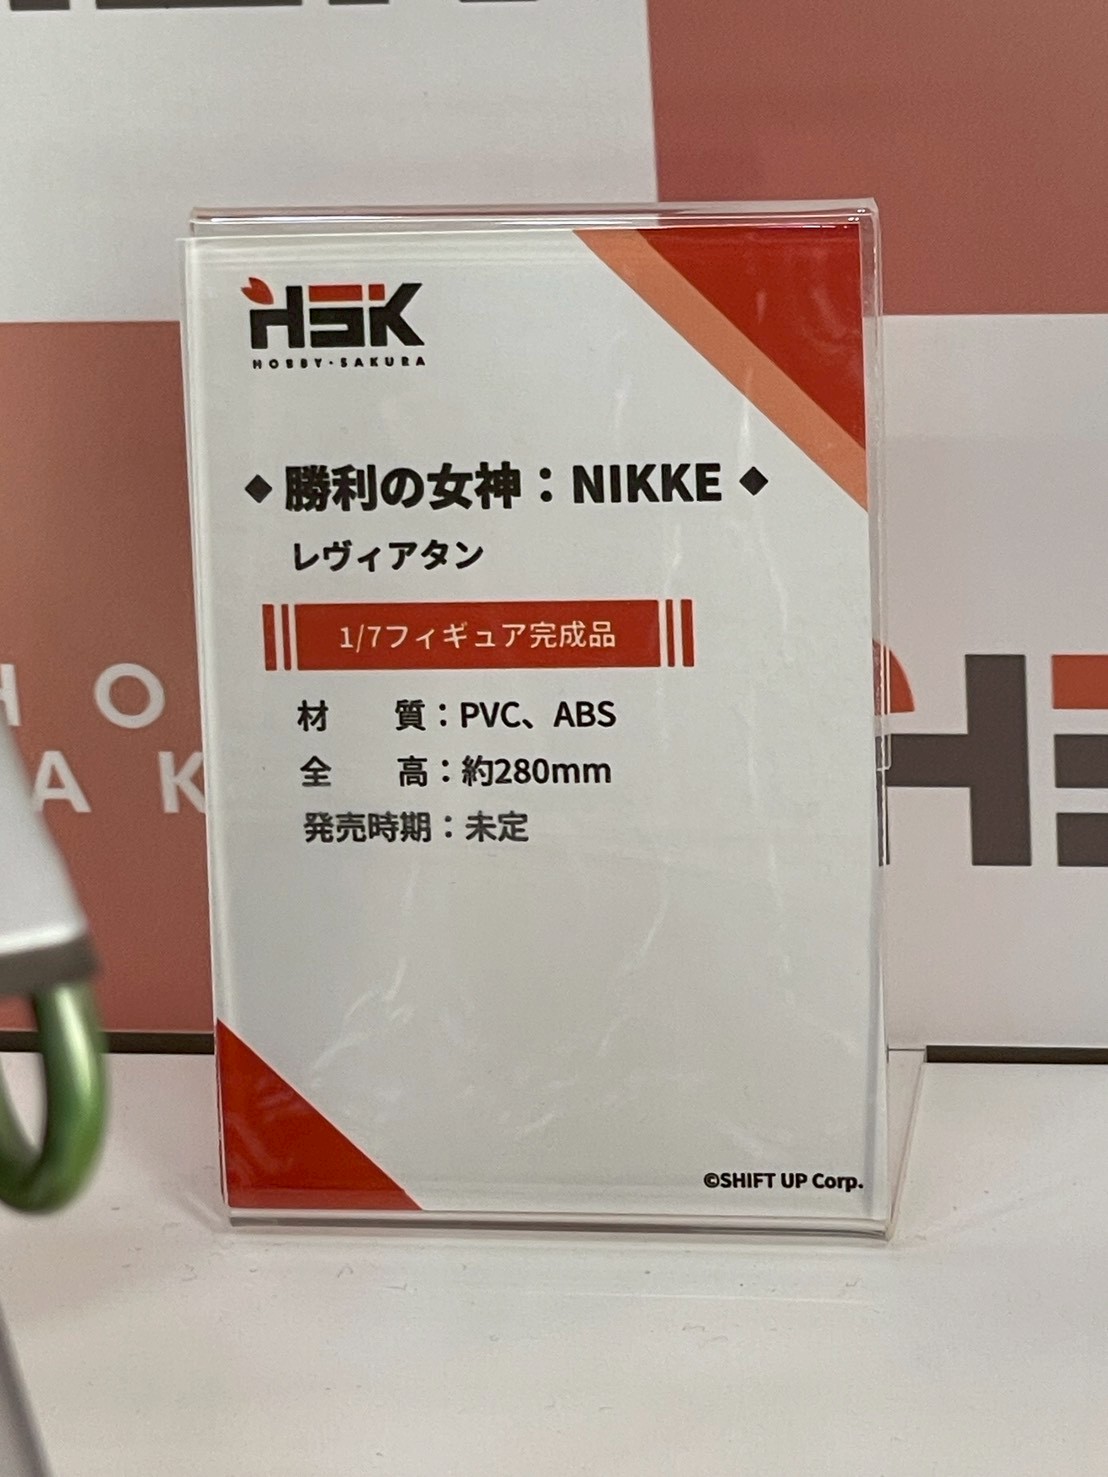 HSK
HOBBY·SAKURA
◆ 勝利の女神：NIKKE ◆
レヴィアタン
1/7フィギュア完成品
材　　質：PVC、ABS
全　　高：約280mm
発売時期：未定
©SHIFT UP Corp.
HO
AK